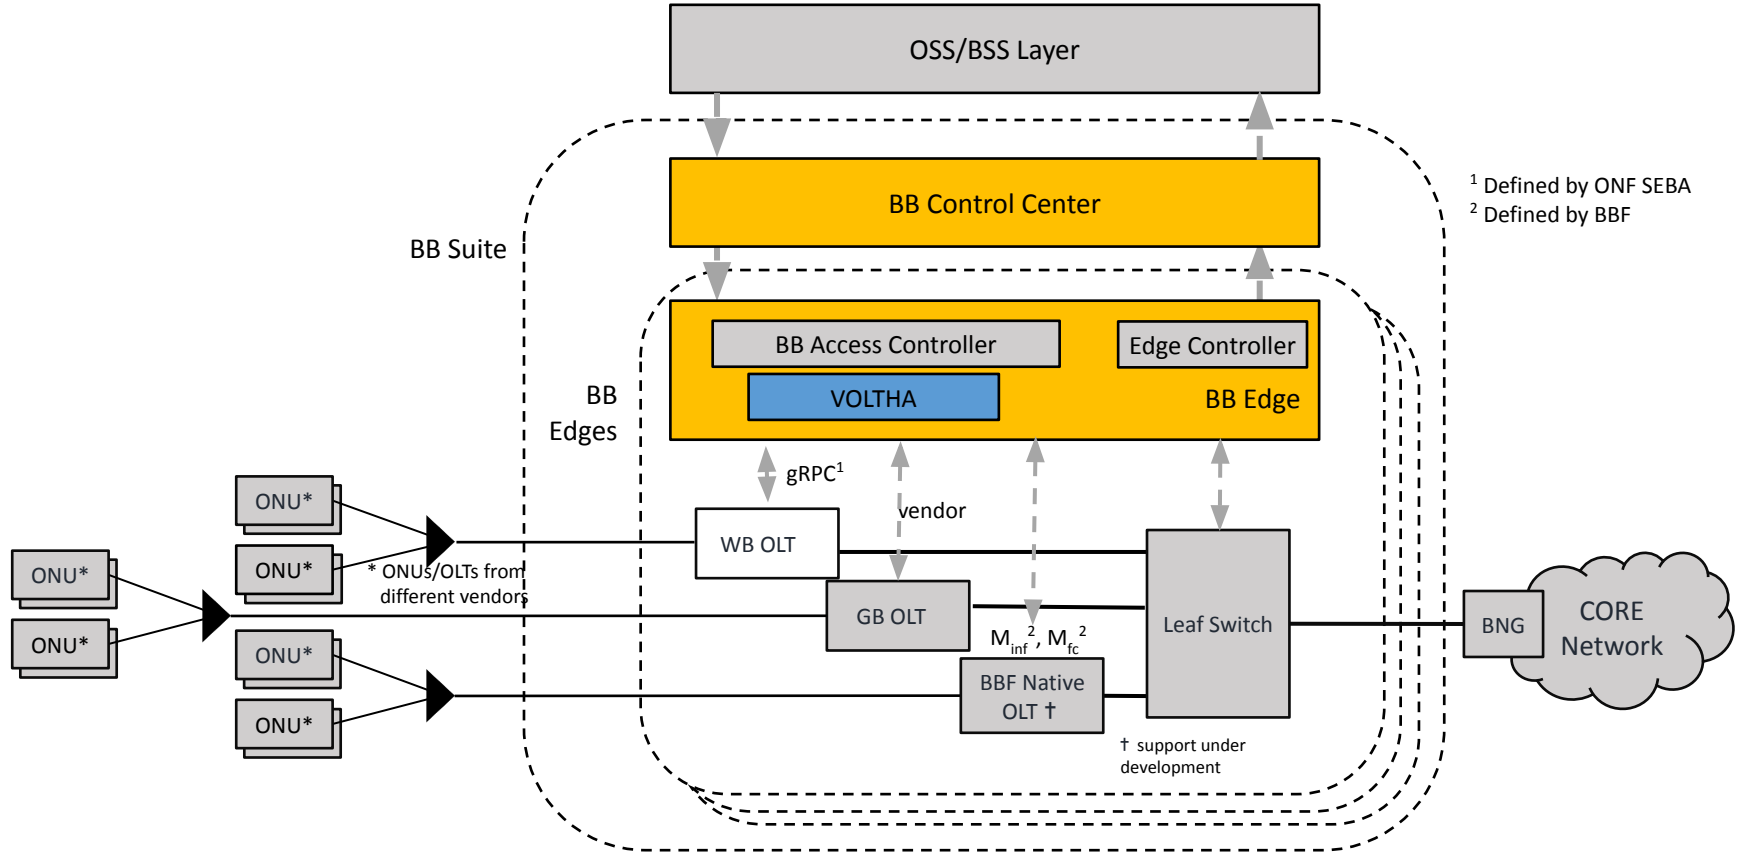 OSS/BSS Layer
BB Control Center
¹ Defined by ONF SEBA
² Defined by BBF
BB Suite
BB Access Controller
Edge Controller
VOLTHA
BB Edge
BB
Edges
gRPC¹
vendor
ONU*
ONU*
* ONUs/OLTs from
different vendors
WB OLT
ONU*
ONU*
GB OLT
Leaf Switch
BNG
CORE
Network
M_inf², M_fc²
ONU*
ONU*
BBF Native
OLT †
† support under
development